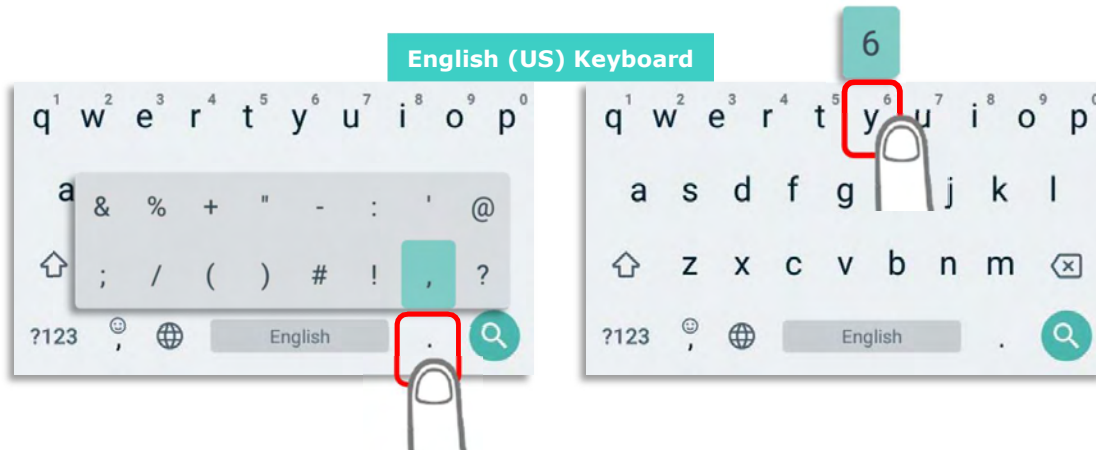 6
English (US) Keyboard
q1 w2 e3 r4 t5 y6 u7 i8 o9 p0
a
& % + " - : ' @
; / ( ) # ! , ?
?123 , English .
q1 w2 e3 r4 t5 y6 u7 i8 o9 p0
a s d f g j k l
z x c v b n m
?123 , English .